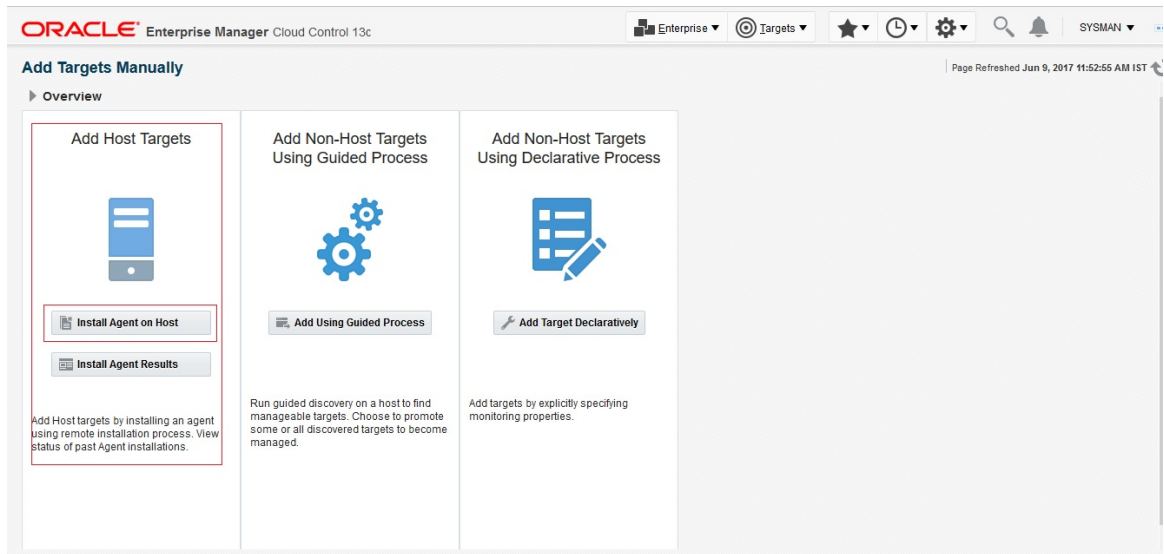 ORACLE Enterprise Manager Cloud Control 13c
Enterprise
Targets
SYSMAN
Add Targets Manually
Page Refreshed Jun 9, 2017 11:52:55 AM IST
Overview
Add Host Targets
Install Agent on Host
Install Agent Results
Add Host targets by installing an agent
using remote installation process. View
status of past Agent installations.
Add Non-Host Targets
Using Guided Process
Add Using Guided Process
Run guided discovery on a host to find
manageable targets. Choose to promote
some or all discovered targets to become
managed.
Add Non-Host Targets
Using Declarative Process
Add Target Declaratively
Add targets by explicitly specifying
monitoring properties.